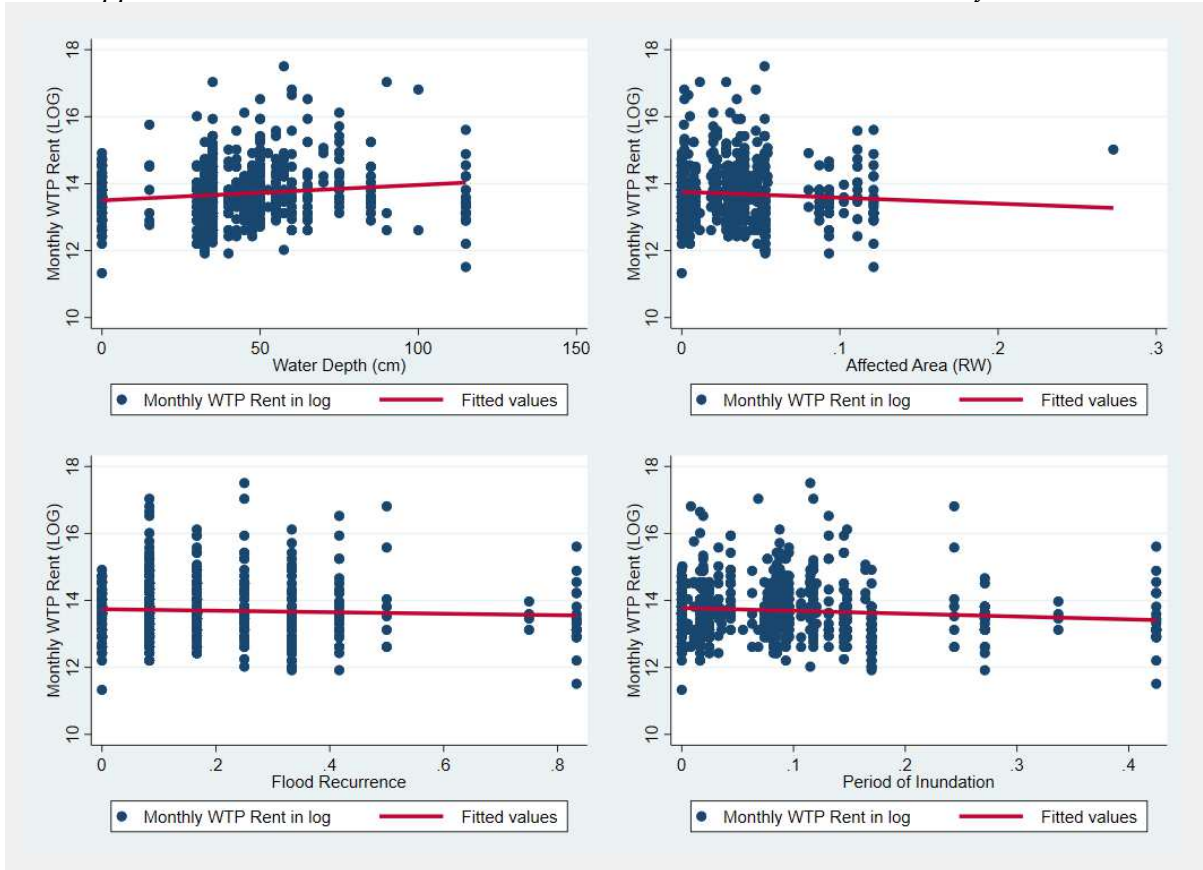 18
16
14
12
10
Monthly WTP Rent (LOG)
0 50 100 150
Water Depth (cm)
Monthly WTP Rent in log Fitted values
18
16
14
12
10
Monthly WTP Rent (LOG)
0 .1 .2 .3
Affected Area (RW)
Monthly WTP Rent in log Fitted values
18
16
14
12
10
Monthly WTP Rent (LOG)
0 .2 .4 .6 .8
Flood Recurrence
Monthly WTP Rent in log Fitted values
18
16
14
12
10
Monthly WTP Rent (LOG)
0 .1 .2 .3 .4
Period of Inundation
Monthly WTP Rent in log Fitted values